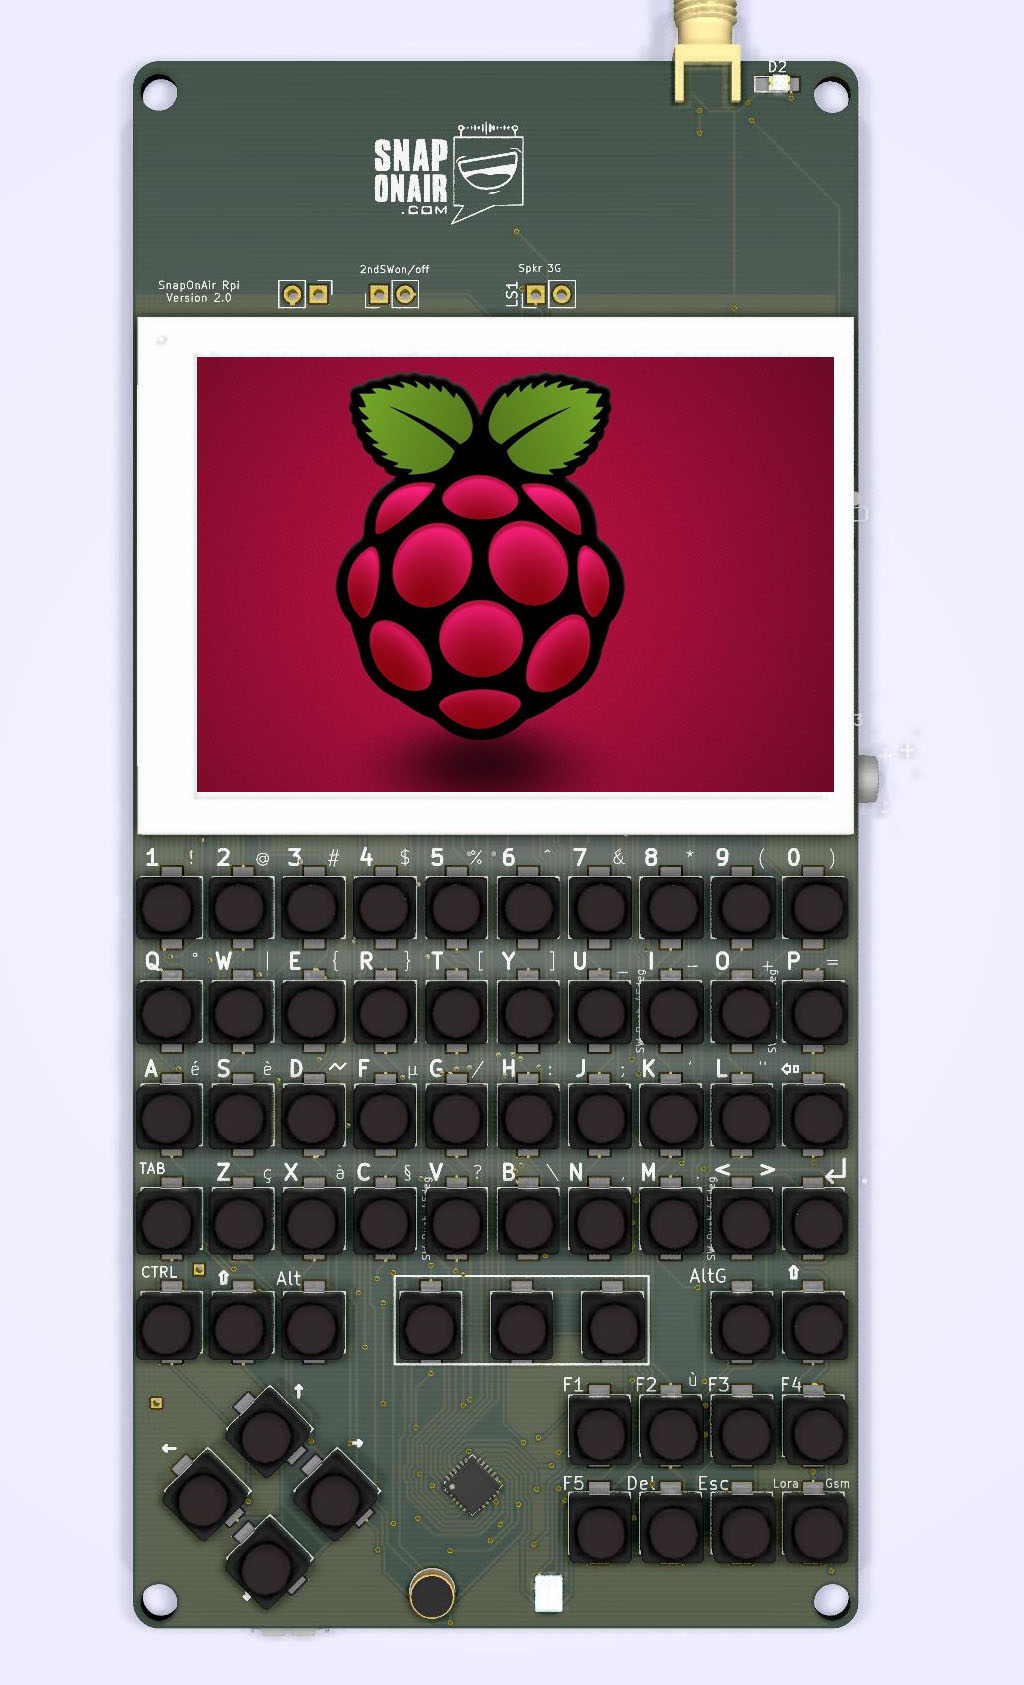 D2
SNAP
ONAIR
.COM
2ndSWon/off
Spkr 3G
SnapOnAir Rpi
Version 2.0
LS1
1 ! 2 @ 3 # 4 $ 5 % 6 ^ 7 & 8 * 9 ( 0 )
Q ° W | E { R } T [ Y ] U _ I - O + P =
A é S è D ~ F µ G / H : J ; K ' L "
TAB Z ç X à C § V ? B \ N , M . < >
CTRL Alt AltG
F1 F2 ù F3 F4
F5 Del Esc Lora Gsm